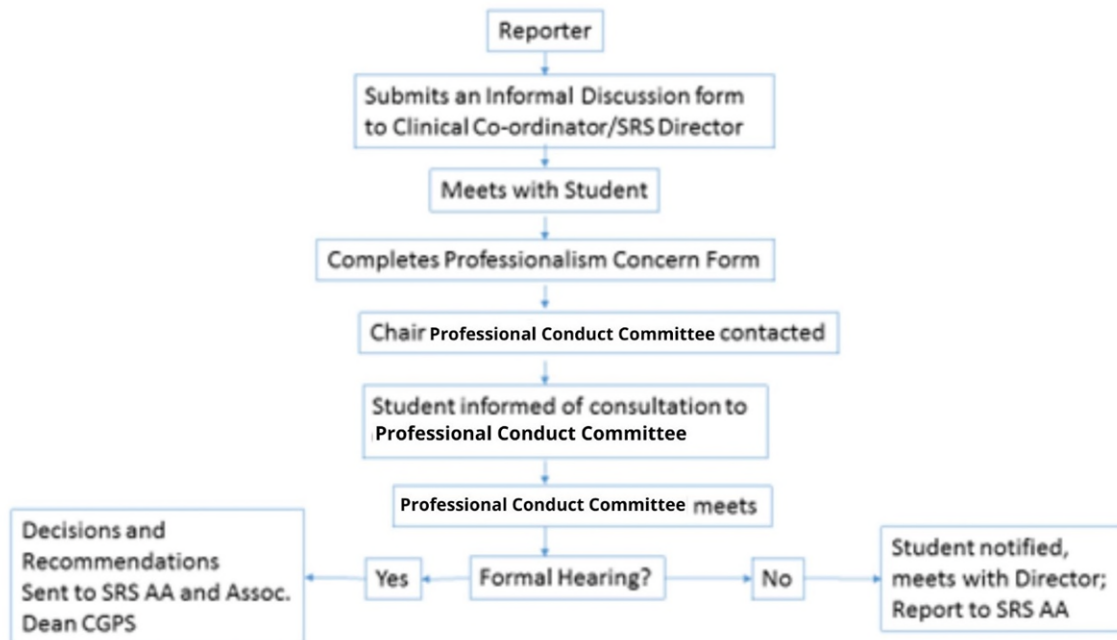 Reporter
Submits an Informal Discussion form
to Clinical Co-ordinator/SRS Director
Meets with Student
Completes Professionalism Concern Form
Chair Professional Conduct Committee contacted
Student informed of consultation to
Professional Conduct Committee
Professional Conduct Committee meets
Decisions and
Recommendations
Sent to SRS AA and Assoc.
Dean CGPS
Yes
Formal Hearing?
No
Student notified,
meets with Director;
Report to SRS AA